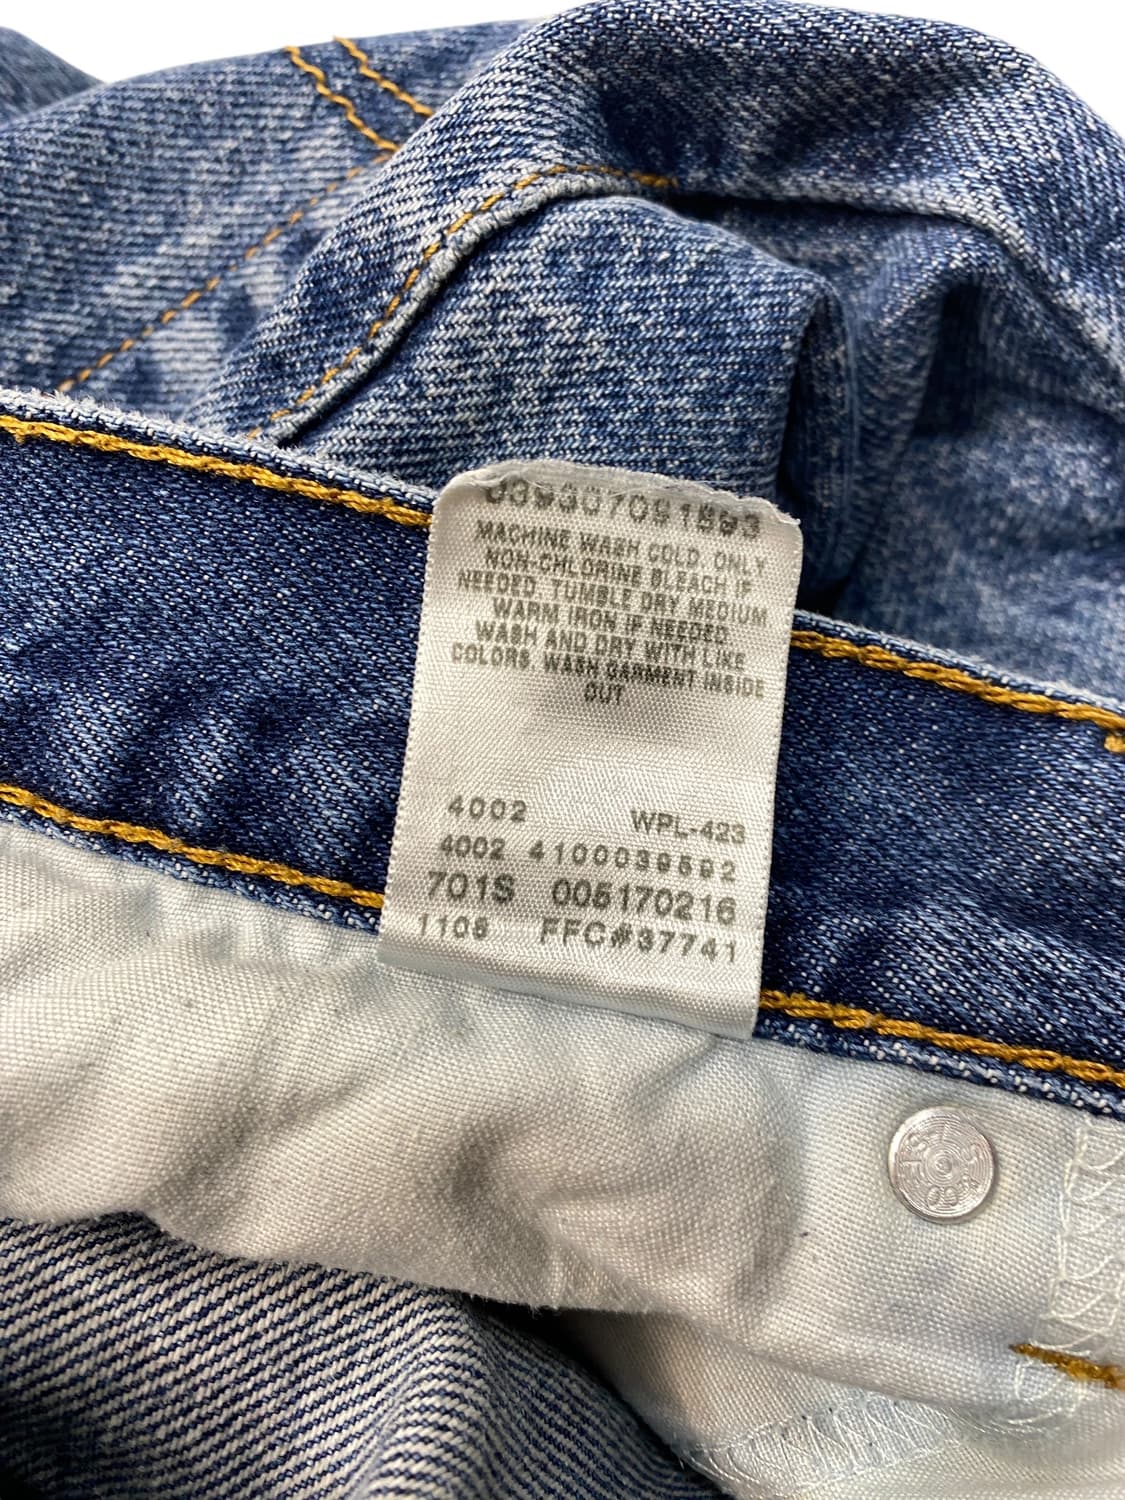 039307091893
MACHINE WASH COLD. ONLY
NON-CHLORINE BLEACH IF
NEEDED. TUMBLE DRY MEDIUM
WARM IRON IF NEEDED
WASH AND DRY WITH LIKE
COLORS. WASH GARMENT INSIDE
OUT
4002 WPL-423
4002 4100039592
701S 005170216
1106 FFC#37741